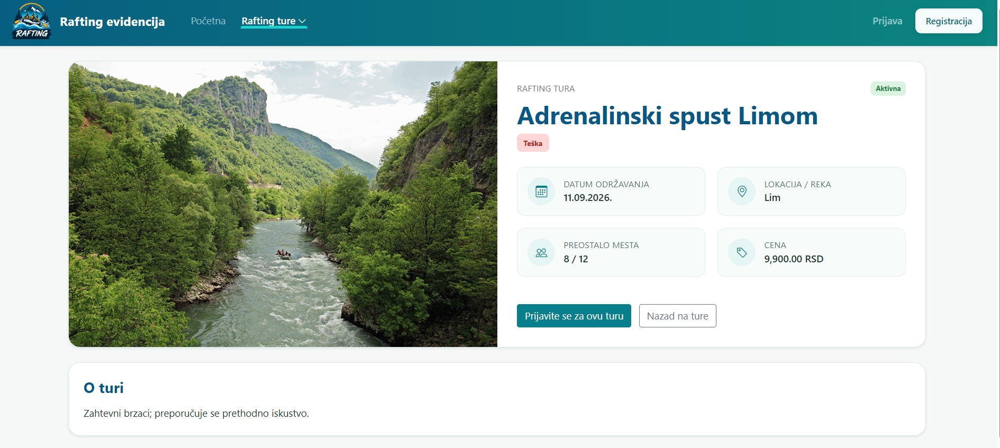 RAFTING
Rafting evidencija
Početna
Rafting ture
Prijava
Registracija
RAFTING TURA
Aktivna
Adrenalinski spust Limom
Teška
DATUM ODRŽAVANJA
11.09.2026.
LOKACIJA / REKA
Lim
PREOSTALO MESTA
8 / 12
CENA
9,900.00 RSD
Prijavite se za ovu turu
Nazad na ture
O turi
Zahtevni brzaci; preporučuje se prethodno iskustvo.